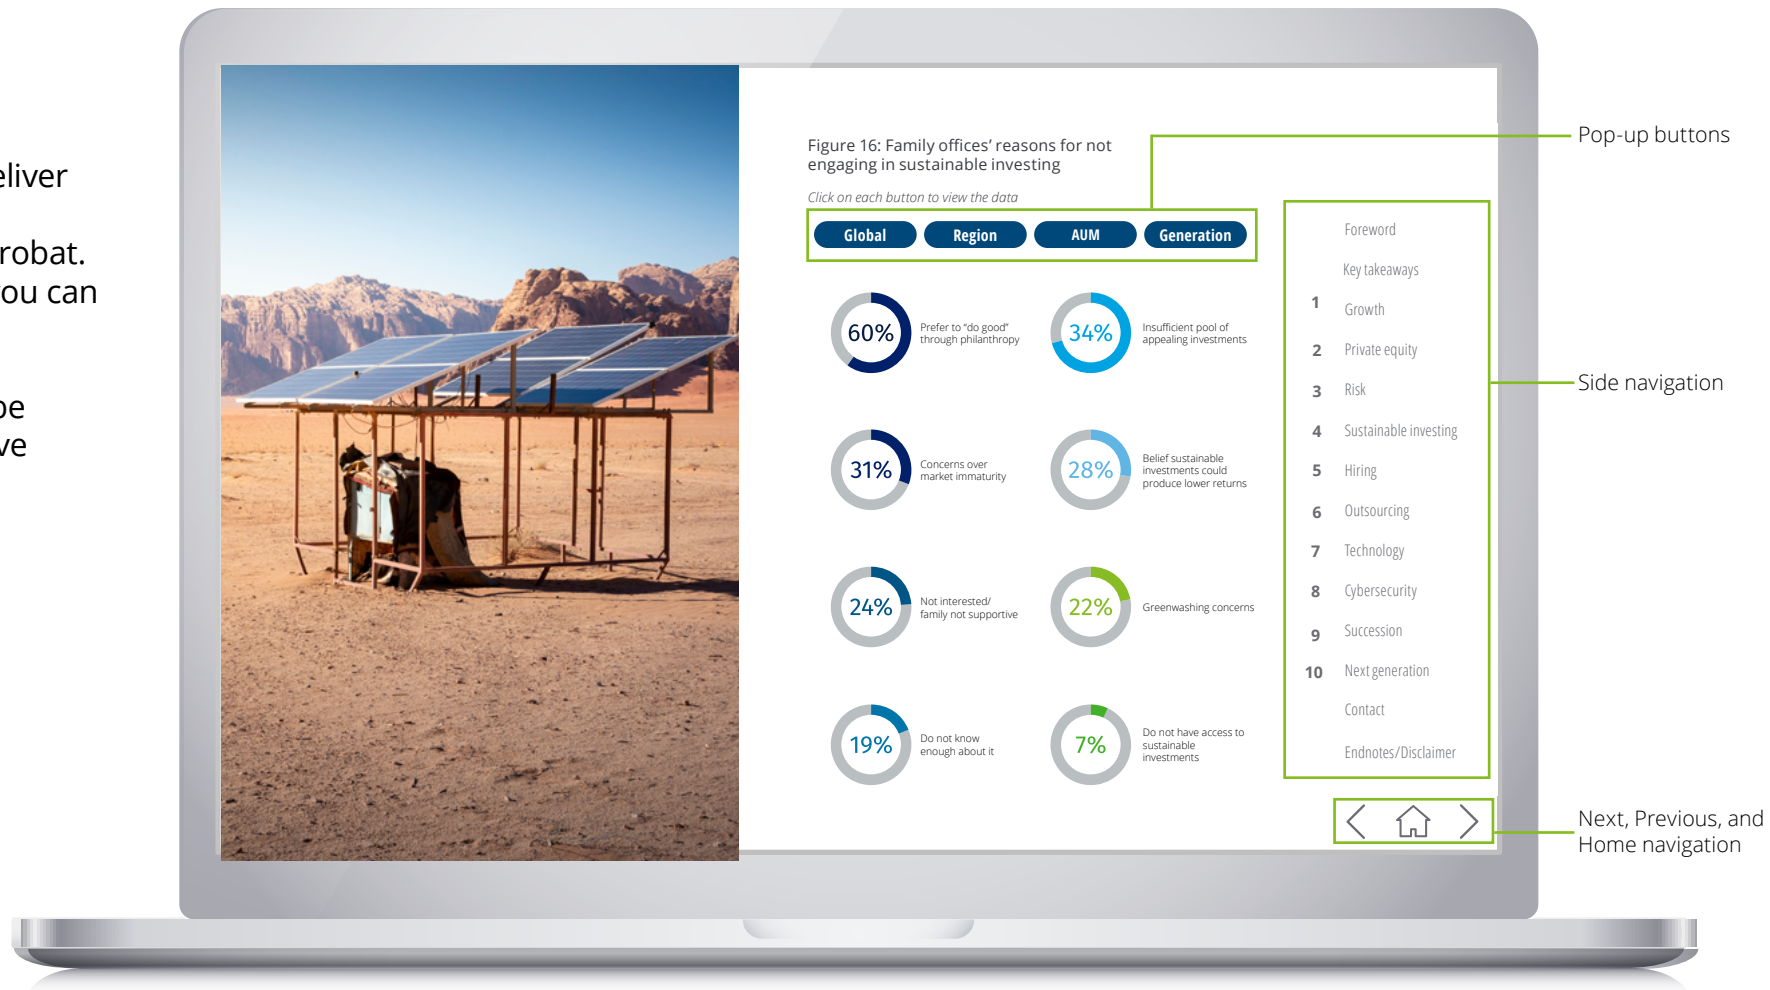 robat.
ou can
Figure 16: Family offices' reasons for not
engaging in sustainable investing
Click on each button to view the data
Global
Region
AUM
Generation
60%
Prefer to "do good"
through philanthropy
34%
Insufficient pool of
appealing investments
31%
Concerns over
market immaturity
28%
Belief sustainable
investments could
produce lower returns
24%
Not interested/
family not supportive
22%
Greenwashing concerns
19%
Do not know
enough about it
7%
Do not have access to
sustainable
investments
Foreword
Key takeaways
1 Growth
2 Private equity
3 Risk
4 Sustainable investing
5 Hiring
6 Outsourcing
7 Technology
8 Cybersecurity
9 Succession
10 Next generation
Contact
Endnotes/Disclaimer
Pop-up buttons
Side navigation
Next, Previous, and
Home navigation